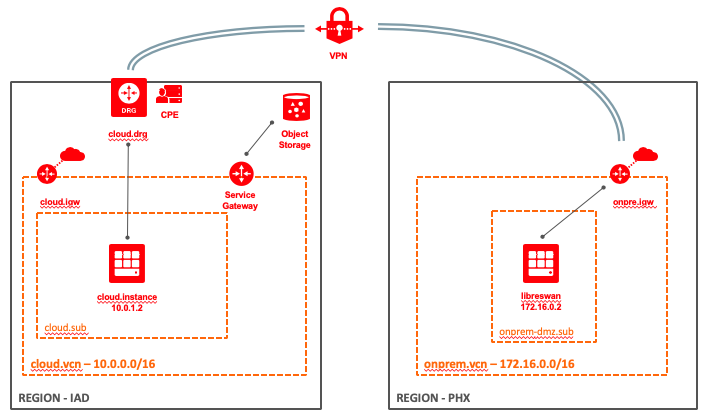 VPN
DRG
CPE
cloud.drg
Object
Storage
cloud.igw
Service
Gateway
onpre.igw
cloud.instance
10.0.1.2
libreswan
172.16.0.2
cloud.sub
onprem-dmz.sub
cloud.vcn – 10.0.0.0/16
onprem.vcn – 172.16.0.0/16
REGION - IAD
REGION - PHX